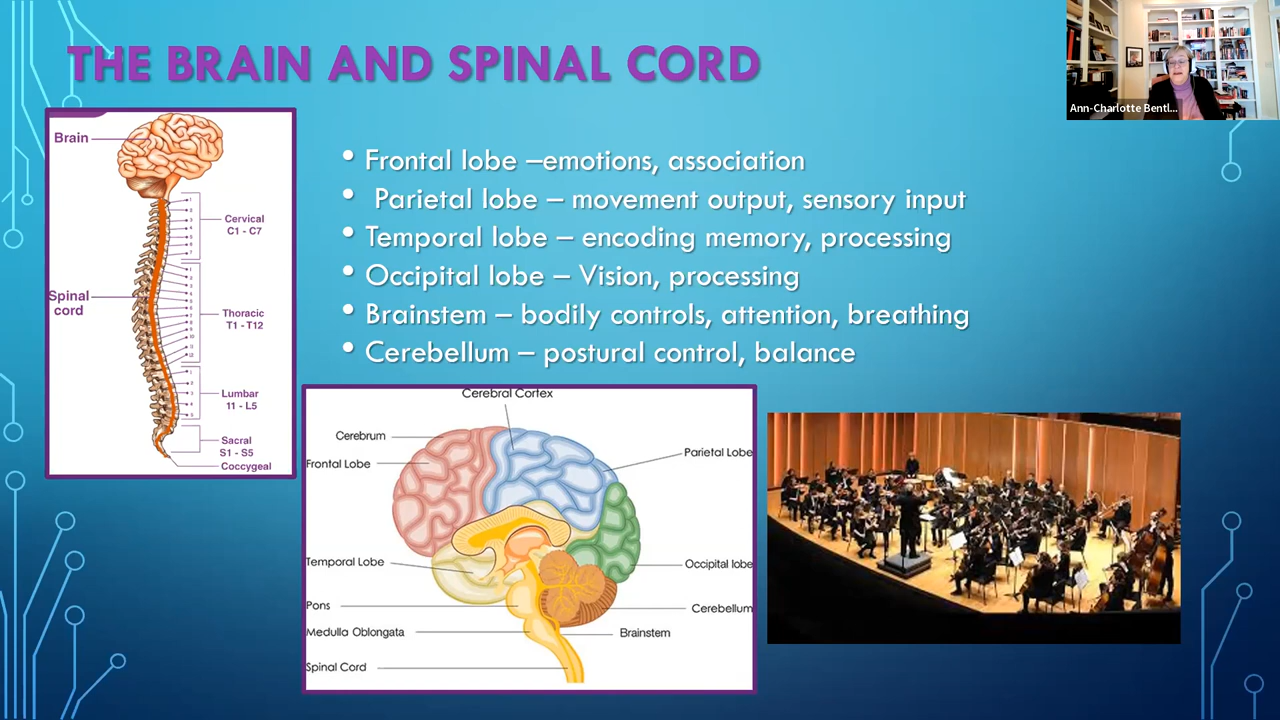 THE BRAIN AND SPINAL CORD
Ann-Charlotte Bentl...
Brain
Spinal
cord
Cervical
C1 - C7
Thoracic
T1 - T12
Lumbar
11 - L5
Sacral
S1 - S5
Coccygeal
• Frontal lobe –emotions, association
• Parietal lobe – movement output, sensory input
• Temporal lobe – encoding memory, processing
• Occipital lobe – Vision, processing
• Brainstem – bodily controls, attention, breathing
• Cerebellum – postural control, balance
Cerebral Cortex
Cerebrum
Frontal Lobe
Parietal Lobe
Temporal Lobe
Occipital lobe
Pons
Cerebellum
Medulla Oblongata
Brainstem
Spinal Cord